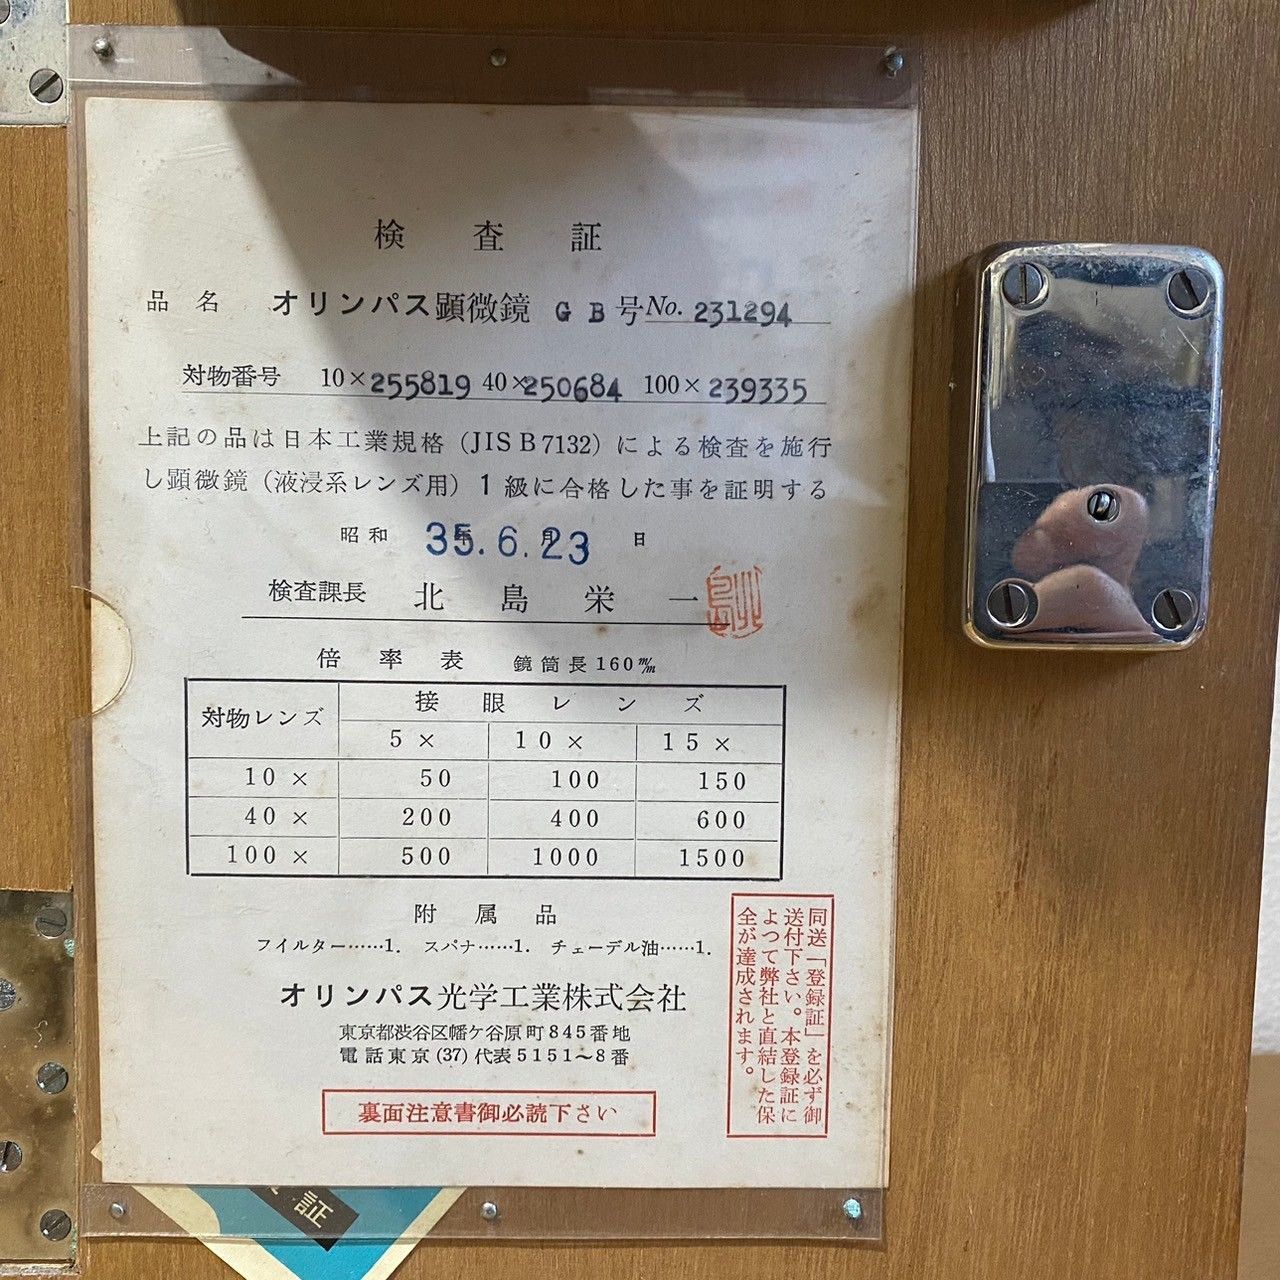 検査証
品名 オリンパス顕微鏡 GB号 No. 231294
対物番号 10×255819 40×250684 100×239335
上記の品は日本工業規格(JIS B 7132)による検査を施行
し顕微鏡(液浸系レンズ用)1級に合格した事を証明する
昭和 35年.6月.23日
検査課長 北島栄一
北島
倍率表 鏡筒長160m/m
対物レンズ 接眼レンズ
5× 10× 15×
10× 50 100 150
40× 200 400 600
100× 500 1000 1500
附属品
フイルター……1. スパナ……1. チェーデル油……1.
オリンパス光学工業株式会社
東京都渋谷区幡ケ谷原町845番地
電話東京(37)代表5151〜8番
裏面注意書御必読下さい
同送「登録証」を必ず御
送付下さい。本登録証に
よつて弊社と直結した保
全が達成されます。
証